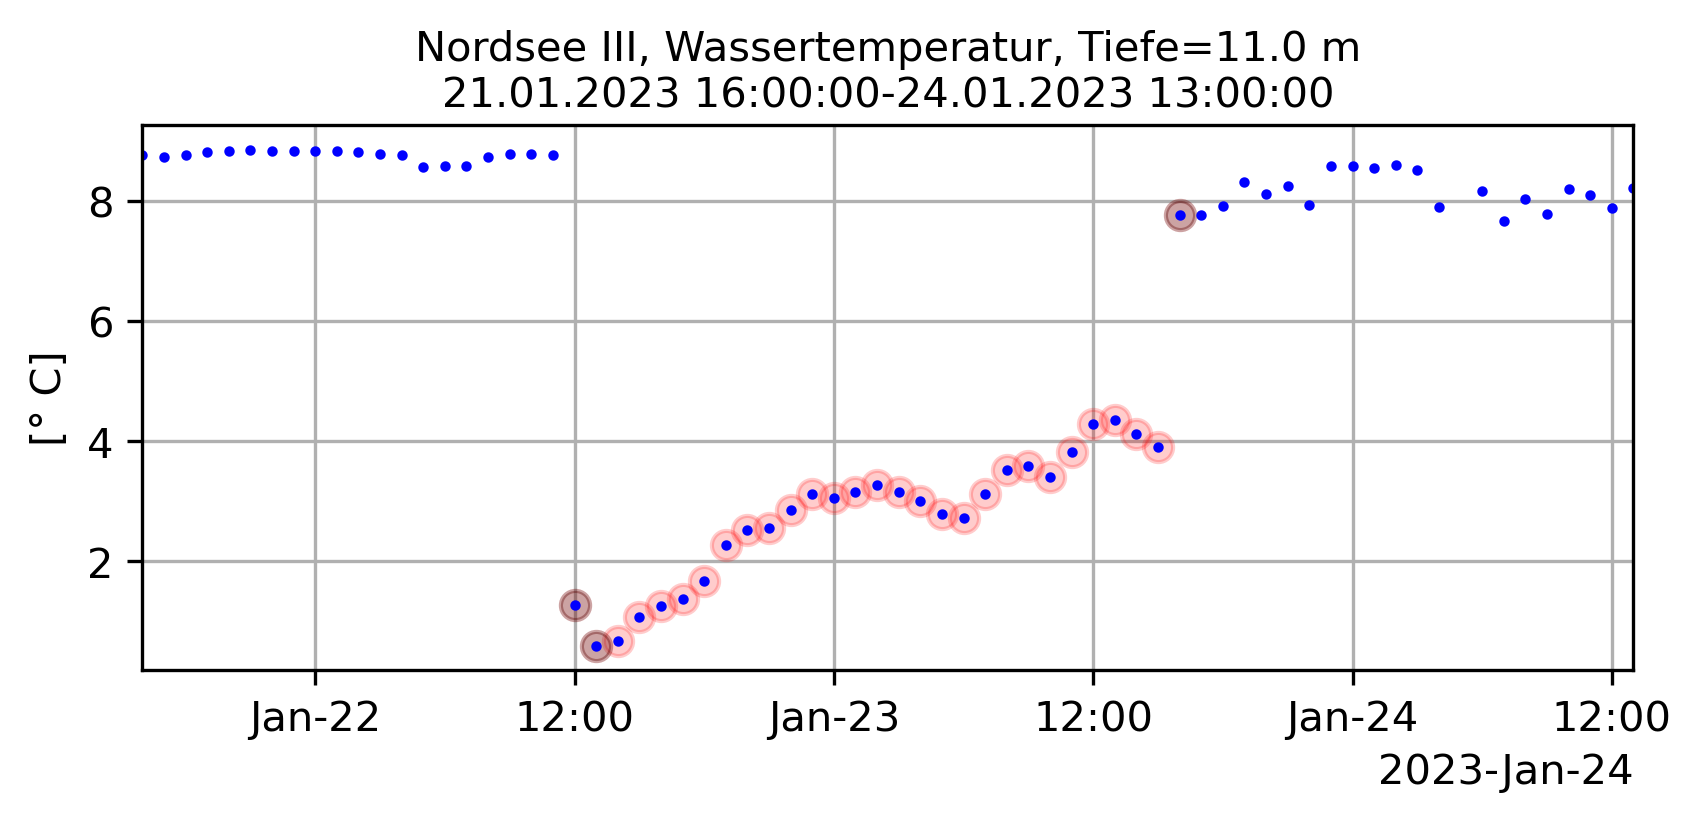 Nordsee III, Wassertemperatur, Tiefe=11.0 m
21.01.2023 16:00:00-24.01.2023 13:00:00
8
6
4
2
[° C]
Jan-22 12:00 Jan-23 12:00 Jan-24 12:00
2023-Jan-24